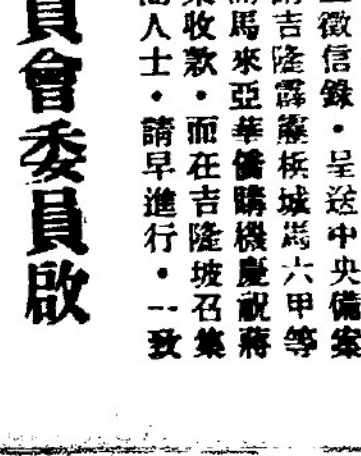 徵信錄・呈送中央備案
請吉隆霹靂梹城馬六甲等
馬來亞華僑購機慶祝蔣
收款・而在吉隆坡召集
人士・請早進行・一致
員會委員啟